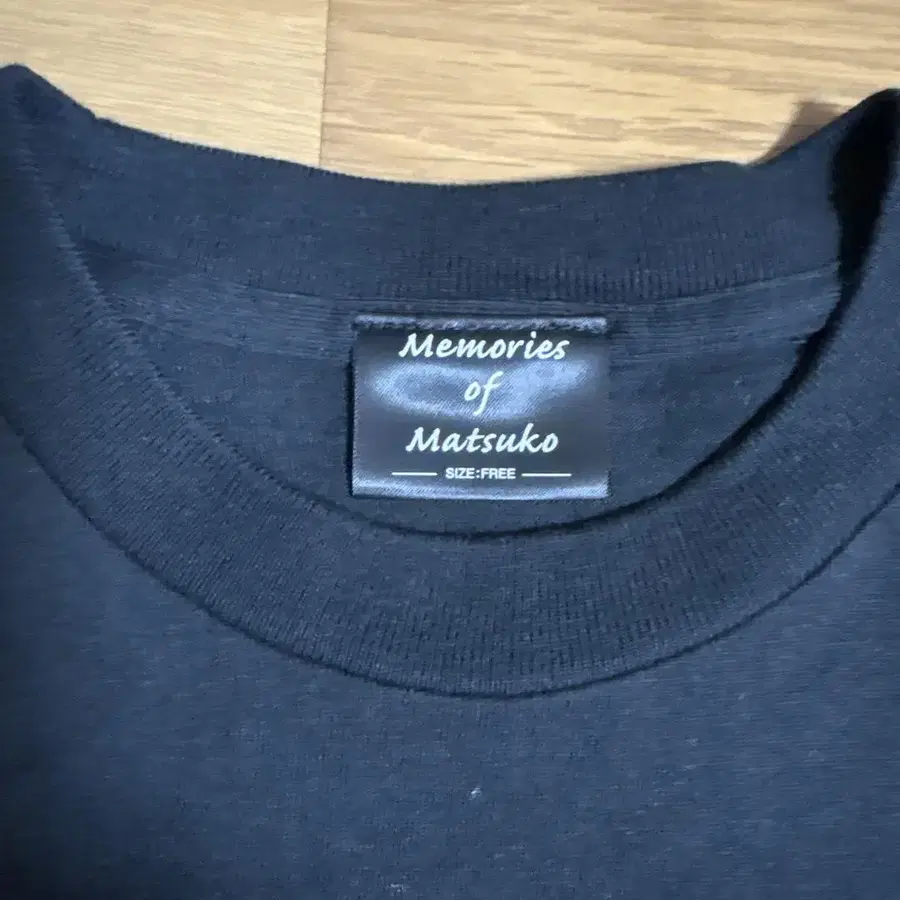 Memories
of
Matsuko
SIZE:FREE